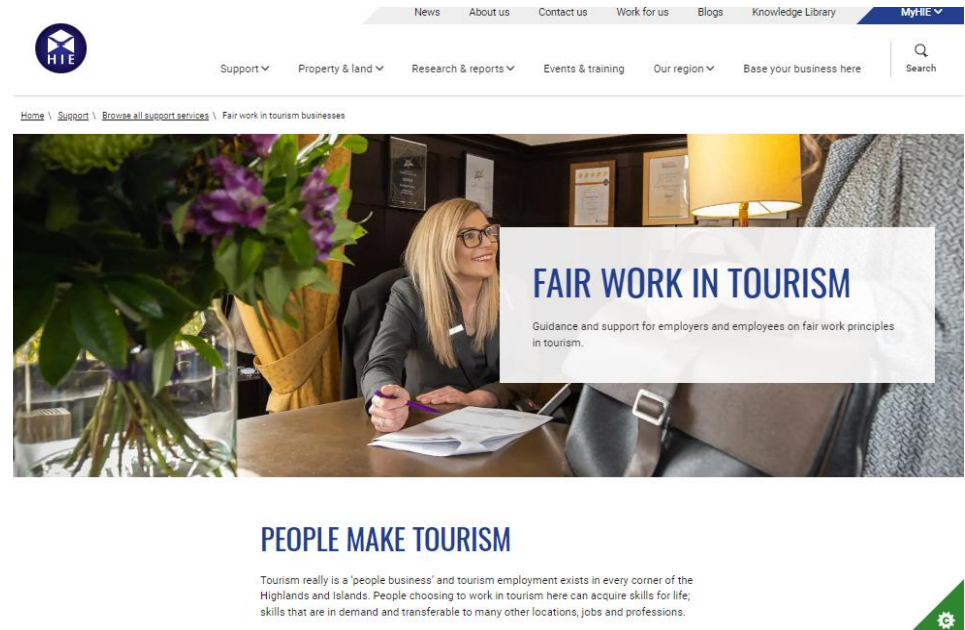 News About us Contact us Work for us Blogs Knowledge Library MyHIE
HIE
Support Property & land Research & reports Events & training Our region Base your business here Search
Home \ Support \ Browse all support services \ Fair work in tourism businesses
FAIR WORK IN TOURISM
Guidance and support for employers and employees on fair work principles
in tourism.
PEOPLE MAKE TOURISM
Tourism really is a ‘people business’ and tourism employment exists in every corner of the
Highlands and Islands. People choosing to work in tourism here can acquire skills for life;
skills that are in demand and transferable to many other locations, jobs and professions.